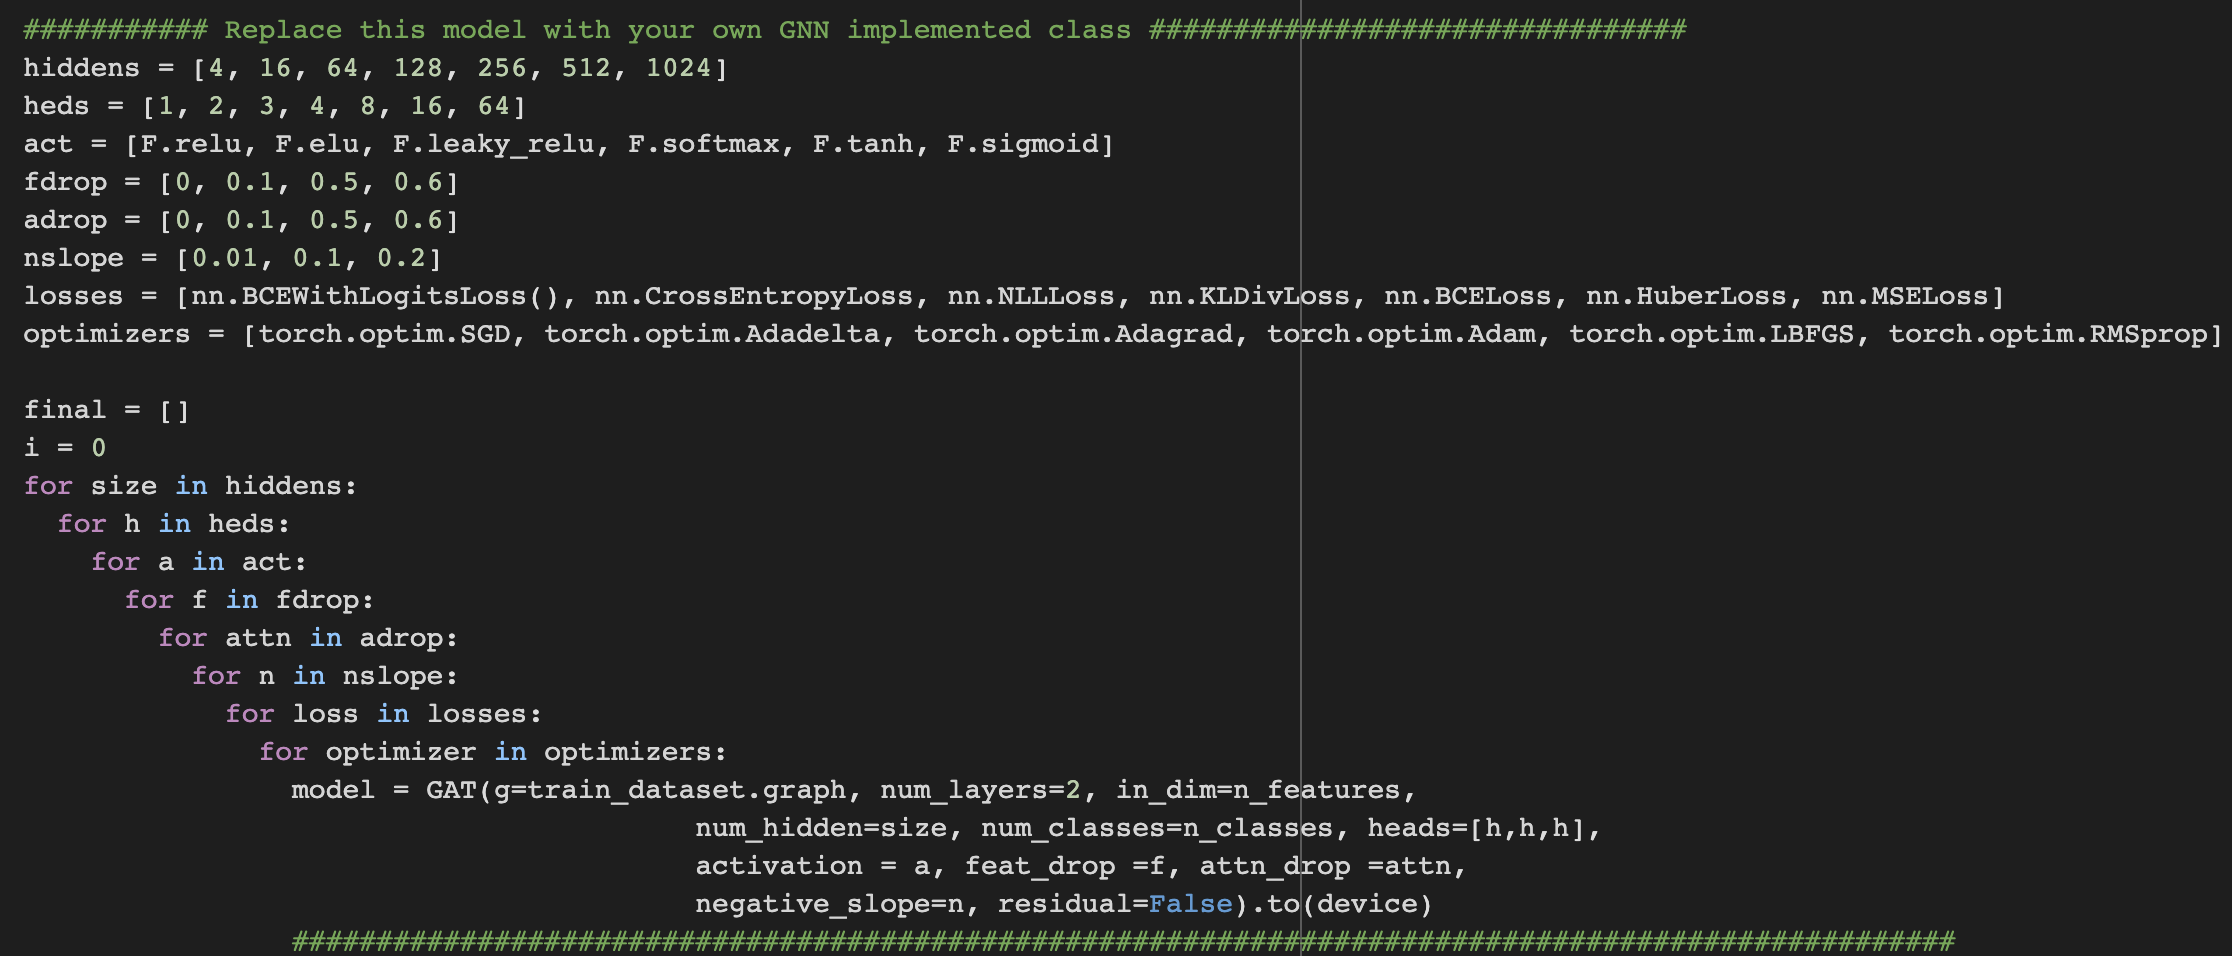 ########### Replace this model with your own GNN implemented class ################################
hiddens = [4, 16, 64, 128, 256, 512, 1024]
heds = [1, 2, 3, 4, 8, 16, 64]
act = [F.relu, F.elu, F.leaky_relu, F.softmax, F.tanh, F.sigmoid]
fdrop = [0, 0.1, 0.5, 0.6]
adrop = [0, 0.1, 0.5, 0.6]
nslope = [0.01, 0.1, 0.2]
losses = [nn.BCEWithLogitsLoss(), nn.CrossEntropyLoss, nn.NLLLoss, nn.KLDivLoss, nn.BCELoss, nn.HuberLoss, nn.MSELoss]
optimizers = [torch.optim.SGD, torch.optim.Adadelta, torch.optim.Adagrad, torch.optim.Adam, torch.optim.LBFGS, torch.optim.RMSprop]
final = []
i = 0
for size in hiddens:
  for h in heds:
    for a in act:
      for f in fdrop:
        for attn in adrop:
          for n in nslope:
            for loss in losses:
              for optimizer in optimizers:
                model = GAT(g=train_dataset.graph, num_layers=2, in_dim=n_features,
                                        num_hidden=size, num_classes=n_classes, heads=[h,h,h],
                                        activation = a, feat_drop =f, attn_drop =attn,
                                        negative_slope=n, residual=False).to(device)
                ###################################################################################################